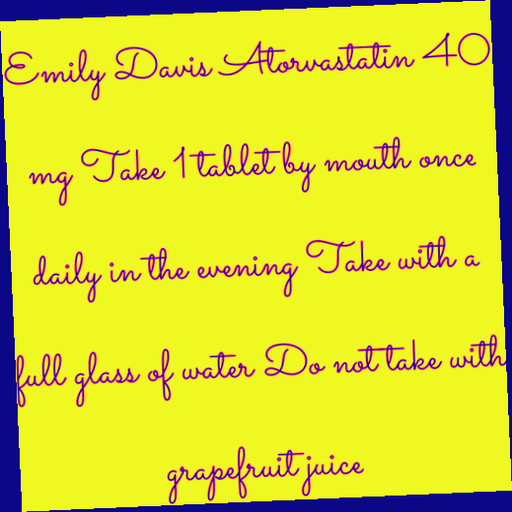 Emily Davis Atorvastatin 40
mg Take 1 tablet by mouth once
daily in the evening Take with a
full glass of water Do not take with
grapefruit juice